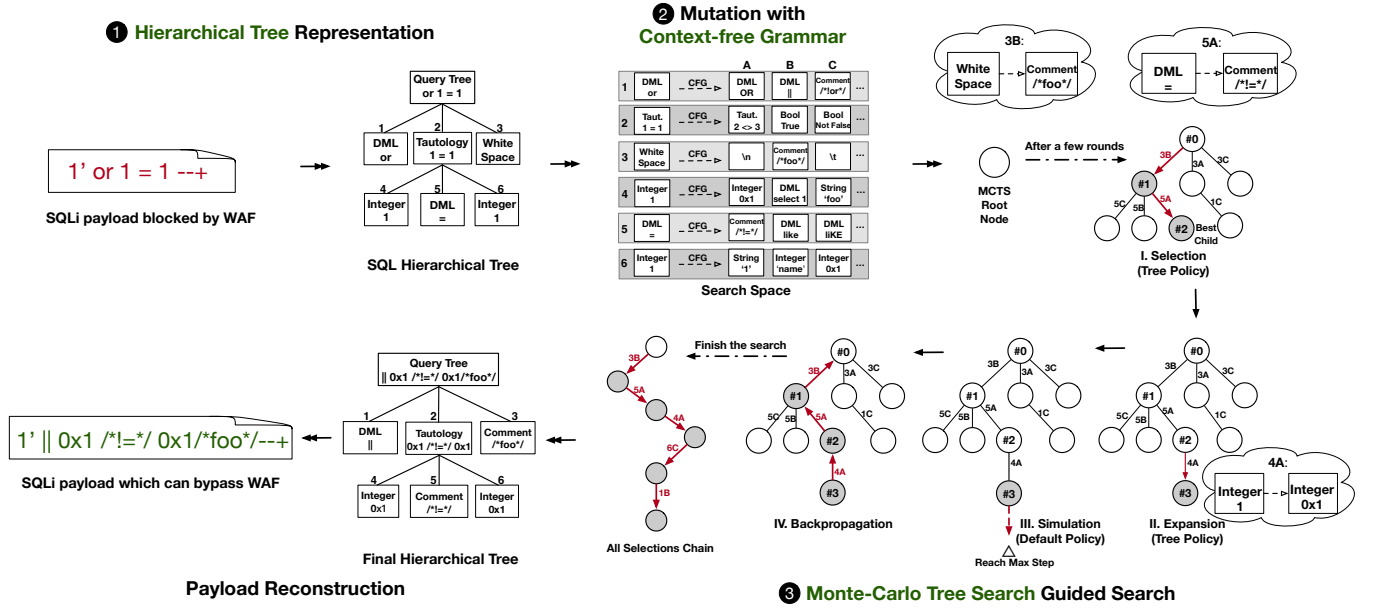 1 Hierarchical Tree Representation
Query Tree
or 1 = 1
1
2
3
DML
or
Tautology
1 = 1
White
Space
4
5
6
Integer
1
DML
=
Integer
1
SQL Hierarchical Tree
1' or 1 = 1 --+
SQLi payload blocked by WAF
2 Mutation with
Context-free Grammar
A B C
1 DML or CFG DML OR DML || Comment /*!or*/ ...
2 Taut. 1 = 1 CFG Taut. 2 <> 3 Bool True Bool Not False ...
3 White Space CFG \n Comment /*foo*/ \t ...
4 Integer 1 CFG Integer 0x1 DML select 1 String 'foo' ...
5 DML = CFG Comment /*!=*/ DML like DML liKE ...
6 Integer 1 CFG String '1' Integer 'name' Integer 0x1 ...
Search Space
3B:
White
Space
Comment
/*foo*/
5A:
DML
=
Comment
/*!=*/
MCTS
Root
Node
After a few rounds
#0
3B
3A
3C
#1
5C
5B
5A
1C
#2
Best
Child
I. Selection
(Tree Policy)
#0
3B
3A
3C
#1
5C
5B
5A
1C
#2
4A
#3
4A:
Integer
1
Integer
0x1
II. Expansion
(Tree Policy)
#0
3B
3A
3C
#1
5C
5B
5A
1C
#2
4A
#3
III. Simulation
(Default Policy)
Reach Max Step
#0
3B
3A
3C
#1
5C
5B
5A
1C
#2
4A
#3
IV. Backpropagation
Finish the search
3B
5A
4A
6C
1B
All Selections Chain
3 Monte-Carlo Tree Search Guided Search
Query Tree
|| 0x1 /*!=*/ 0x1/*foo*/
1
2
3
DML
||
Tautology
0x1 /*!=*/ 0x1
Comment
/*foo*/
4
5
6
Integer
0x1
Comment
/*!=*/
Integer
0x1
Final Hierarchical Tree
1' || 0x1 /*!=*/ 0x1/*foo*/--+
SQLi payload which can bypass WAF
Payload Reconstruction